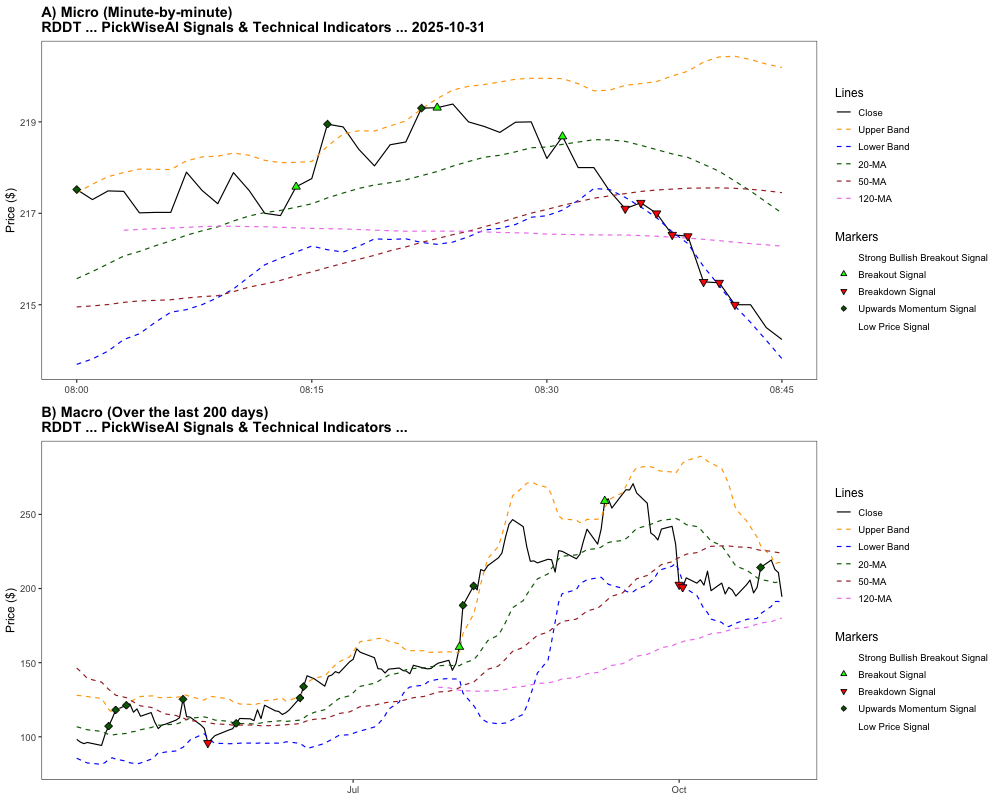 A) Micro (Minute-by-minute)
RDDT ... PickWiseAI Signals & Technical Indicators ... 2025-10-31
219
217
215
Price ($)
08:00
08:15
08:30
08:45
Lines
Close
Upper Band
Lower Band
20-MA
50-MA
120-MA
Markers
Strong Bullish Breakout Signal
Breakout Signal
Breakdown Signal
Upwards Momentum Signal
Low Price Signal
B) Macro (Over the last 200 days)
RDDT ... PickWiseAI Signals & Technical Indicators ...
250
200
150
100
Price ($)
Jul
Oct
Lines
Close
Upper Band
Lower Band
20-MA
50-MA
120-MA
Markers
Strong Bullish Breakout Signal
Breakout Signal
Breakdown Signal
Upwards Momentum Signal
Low Price Signal